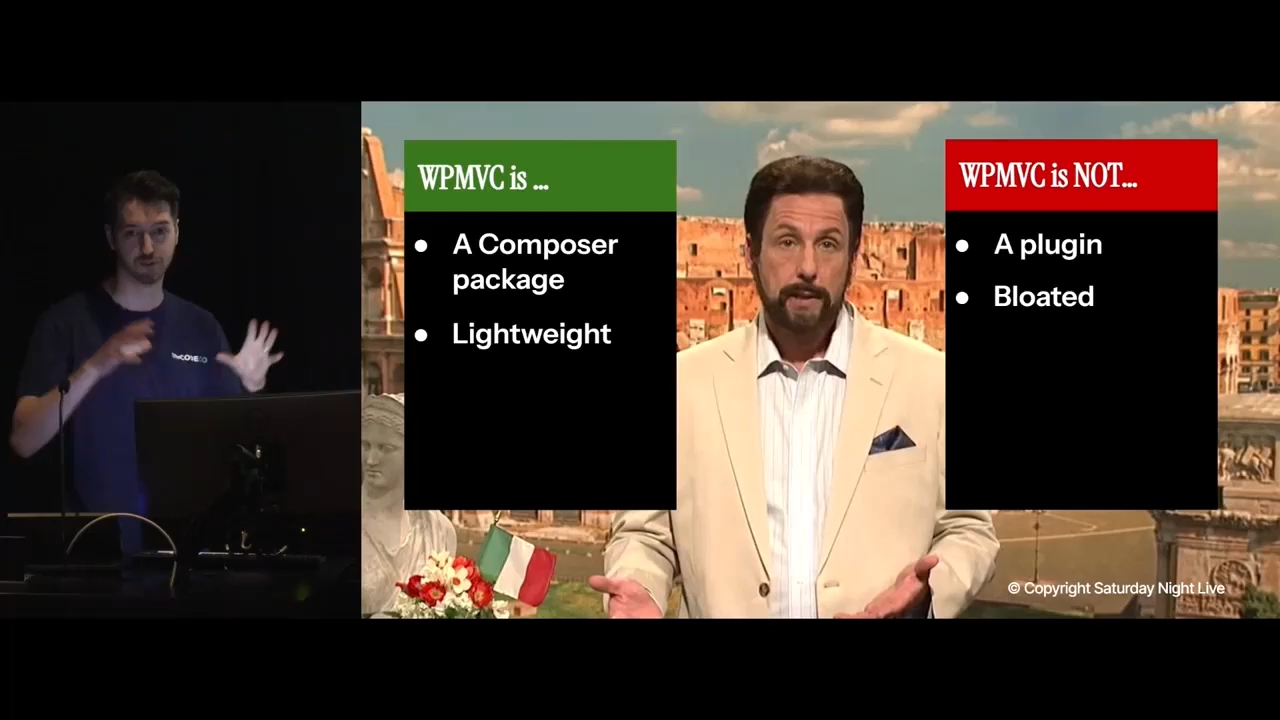 WPMVC is ...
A Composer
package
Lightweight
WPMVC is NOT...
A plugin
Bloated
© Copyright Saturday Night Live